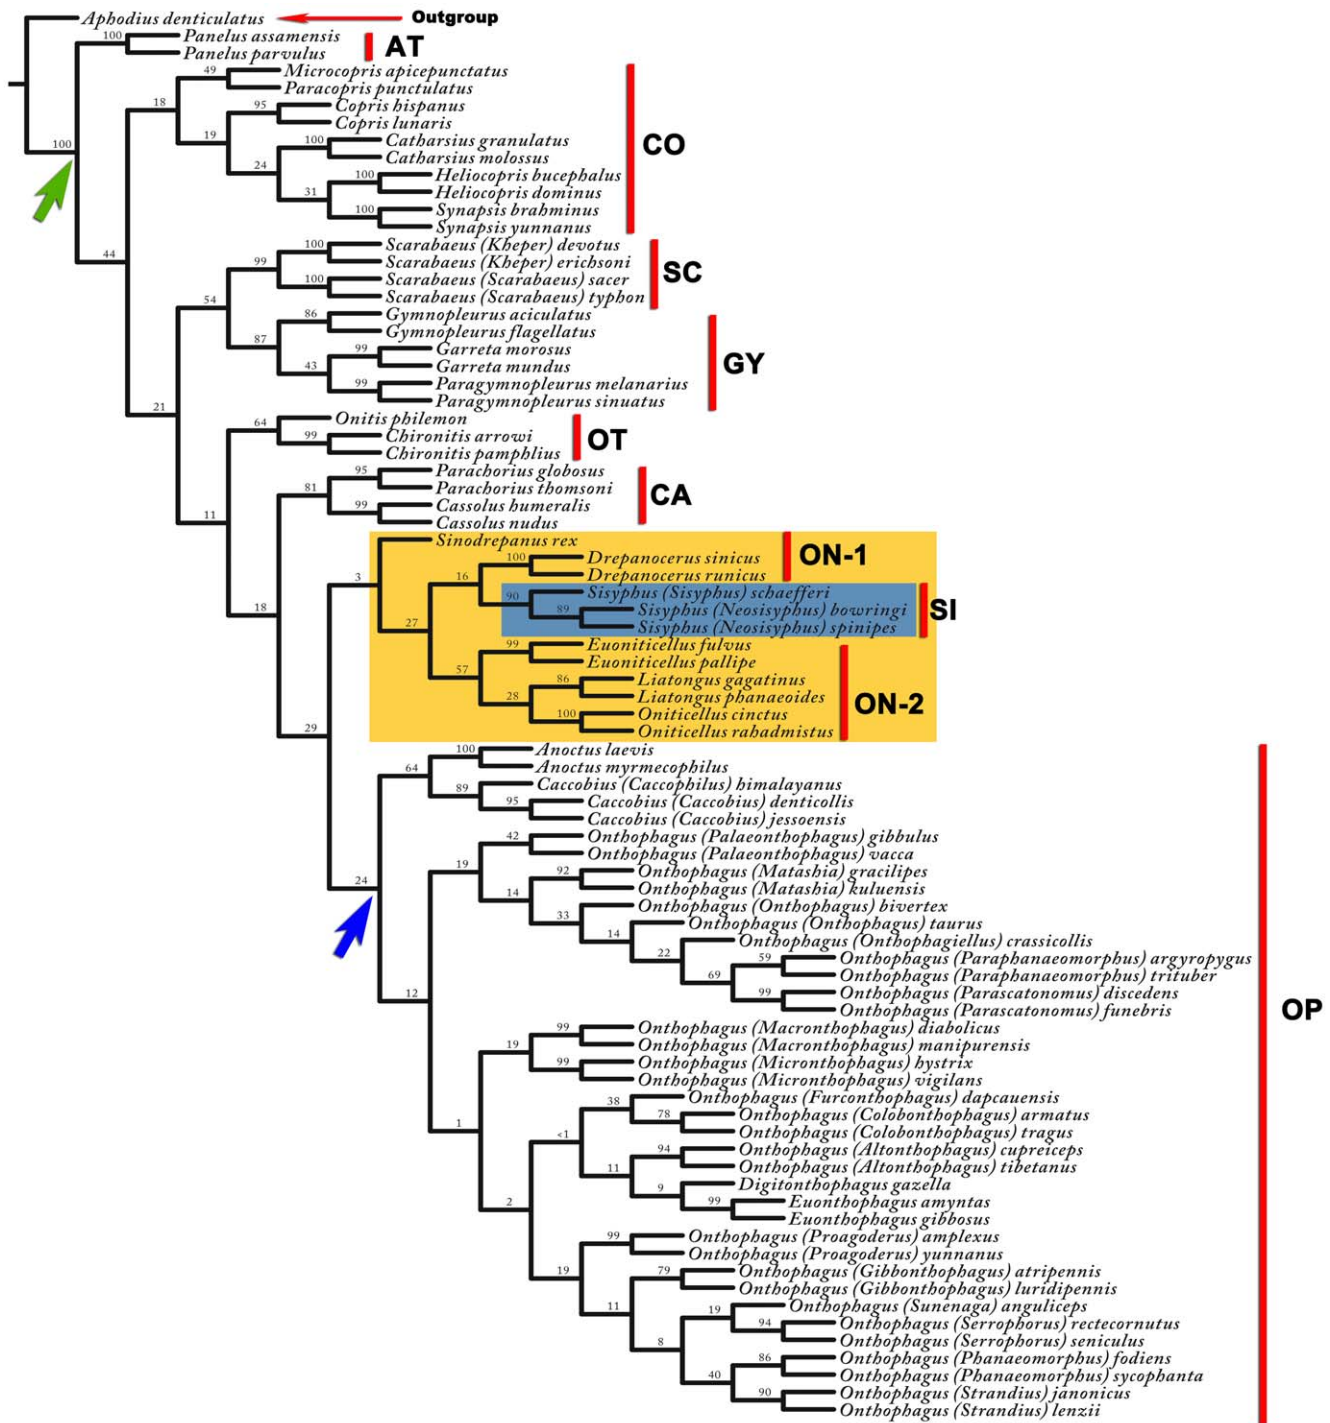 Aphodius denticulatus
Outgroup
100
Panelus assamensis
Panelus parvulus
AT
49
Microcopris apicepunctatus
Paracopris punctulatus
18
95
Copris hispanus
Copris lunaris
19
100
Catharsius granulatus
Catharsius molossus
CO
100
24
100
Heliocopris bucephalus
Heliocopris dominus
31
100
Synapsis brahminus
Synapsis yunnanus
44
100
Scarabaeus (Kheper) devotus
Scarabaeus (Kheper) erichsoni
99
100
Scarabaeus (Scarabaeus) sacer
Scarabaeus (Scarabaeus) typhon
SC
54
86
Gymnopleurus aciculatus
Gymnopleurus flagellatus
87
99
Garreta morosus
Garreta mundus
43
99
Paragymnopleurus melanarius
Paragymnopleurus sinuatus
GY
21
64
Onitis philemon
99
Chironitis arrowi
Chironitis pamphlius
OT
11
95
Parachorius globosus
Parachorius thomsoni
81
99
Cassolus humeralis
Cassolus nudus
CA
18
3
Sinodrepanus rex
100
Drepanocerus sinicus
Drepanocerus runicus
ON-1
16
90
Sisyphus (Sisyphus) schaefferi
89
Sisyphus (Neosisyphus) bowringi
Sisyphus (Neosisyphus) spinipes
SI
27
99
Euoniticellus fulvus
Euoniticellus pallipe
57
86
Liatongus gagatinus
Liatongus phanaeoides
28
100
Oniticellus cinctus
Oniticellus rahadmistus
ON-2
29
100
Anoctus laevis
Anoctus myrmecophilus
64
89
Caccobius (Caccophilus) himalayanus
95
Caccobius (Caccobius) denticollis
Caccobius (Caccobius) jessoensis
24
42
Onthophagus (Palaeonthophagus) gibbulus
Onthophagus (Palaeonthophagus) vacca
19
92
Onthophagus (Matashia) gracilipes
Onthophagus (Matashia) kuluensis
14
33
Onthophagus (Onthophagus) bivertex
14
Onthophagus (Onthophagus) taurus
22
Onthophagus (Onthophagiellus) crassicollis
59
Onthophagus (Paraphanaeomorphus) argyropygus
Onthophagus (Paraphanaeomorphus) trituber
69
99
Onthophagus (Parascatonomus) discedens
Onthophagus (Parascatonomus) funebris
12
OP
99
Onthophagus (Macronthophagus) diabolicus
Onthophagus (Macronthophagus) manipurensis
19
99
Onthophagus (Micronthophagus) hystrix
Onthophagus (Micronthophagus) vigilans
1
38
Onthophagus (Furconthophagus) dapcauensis
78
Onthophagus (Colobonthophagus) armatus
Onthophagus (Colobonthophagus) tragus
<1
94
Onthophagus (Altonthophagus) cupreiceps
Onthophagus (Altonthophagus) tibetanus
11
9
Digitonthophagus gazella
99
Euonthophagus amyntas
Euonthophagus gibbosus
2
99
Onthophagus (Proagoderus) amplexus
Onthophagus (Proagoderus) yunnanus
19
79
Onthophagus (Gibbonthophagus) atripennis
Onthophagus (Gibbonthophagus) luridipennis
11
19
Onthophagus (Sunenaga) anguliceps
94
Onthophagus (Serrophorus) rectecornutus
Onthophagus (Serrophorus) seniculus
8
86
Onthophagus (Phanaeomorphus) fodiens
Onthophagus (Phanaeomorphus) sycophanta
40
90
Onthophagus (Strandius) janonicus
Onthophagus (Strandius) lenzii